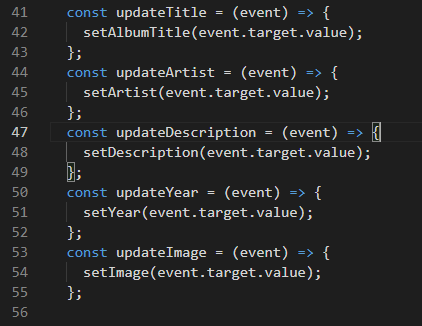 41 const updateTitle = (event) => {
42 setAlbumTitle(event.target.value);
43 };
44 const updateArtist = (event) => {
45 setArtist(event.target.value);
46 };
47 const updateDescription = (event) => {
48 setDescription(event.target.value);
49 };
50 const updateYear = (event) => {
51 setYear(event.target.value);
52 };
53 const updateImage = (event) => {
54 setImage(event.target.value);
55 };
56